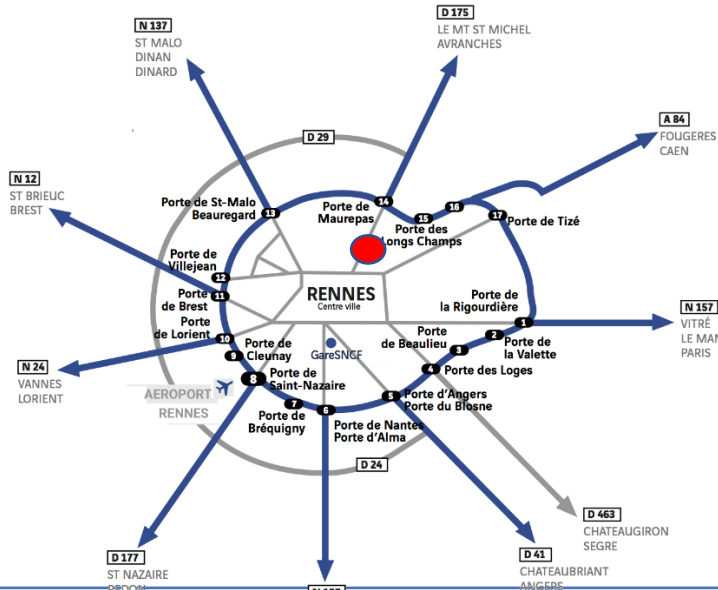 D 175
LE MT ST MICHEL
AVRANCHES
N 137
ST MALO
DINAN
DINARD
A 84
FOUGERES
CAEN
D 29
N 12
ST BRIEUC
BREST
Porte de St-Malo
Beauregard
13
Porte de
Maurepas
14
15
Porte des
Longs Champs
16
17
Porte de Tizé
Porte de
Villejean
12
Porte
de Brest
11
RENNES
Centre ville
Porte de
la Rigourdière
1
N 157
VITRÉ
LE MAN
PARIS
Porte
de Lorient
10
9
Porte de
Cleunay
GareSNCF
Porte
de Beaulieu
3
2
Porte de
la Valette
N 24
VANNES
LORIENT
AEROPORT
RENNES
8
Porte de
Saint-Nazaire
4
Porte des Loges
7
Porte de
Bréquigny
6
Porte de Nantes
Porte d'Alma
5
Porte d'Angers
Porte du Blosne
D 24
D 463
CHATEAUGIRON
SEGRE
D 177
ST NAZAIRE
D 41
CHATEAUBRIANT
ANGERS